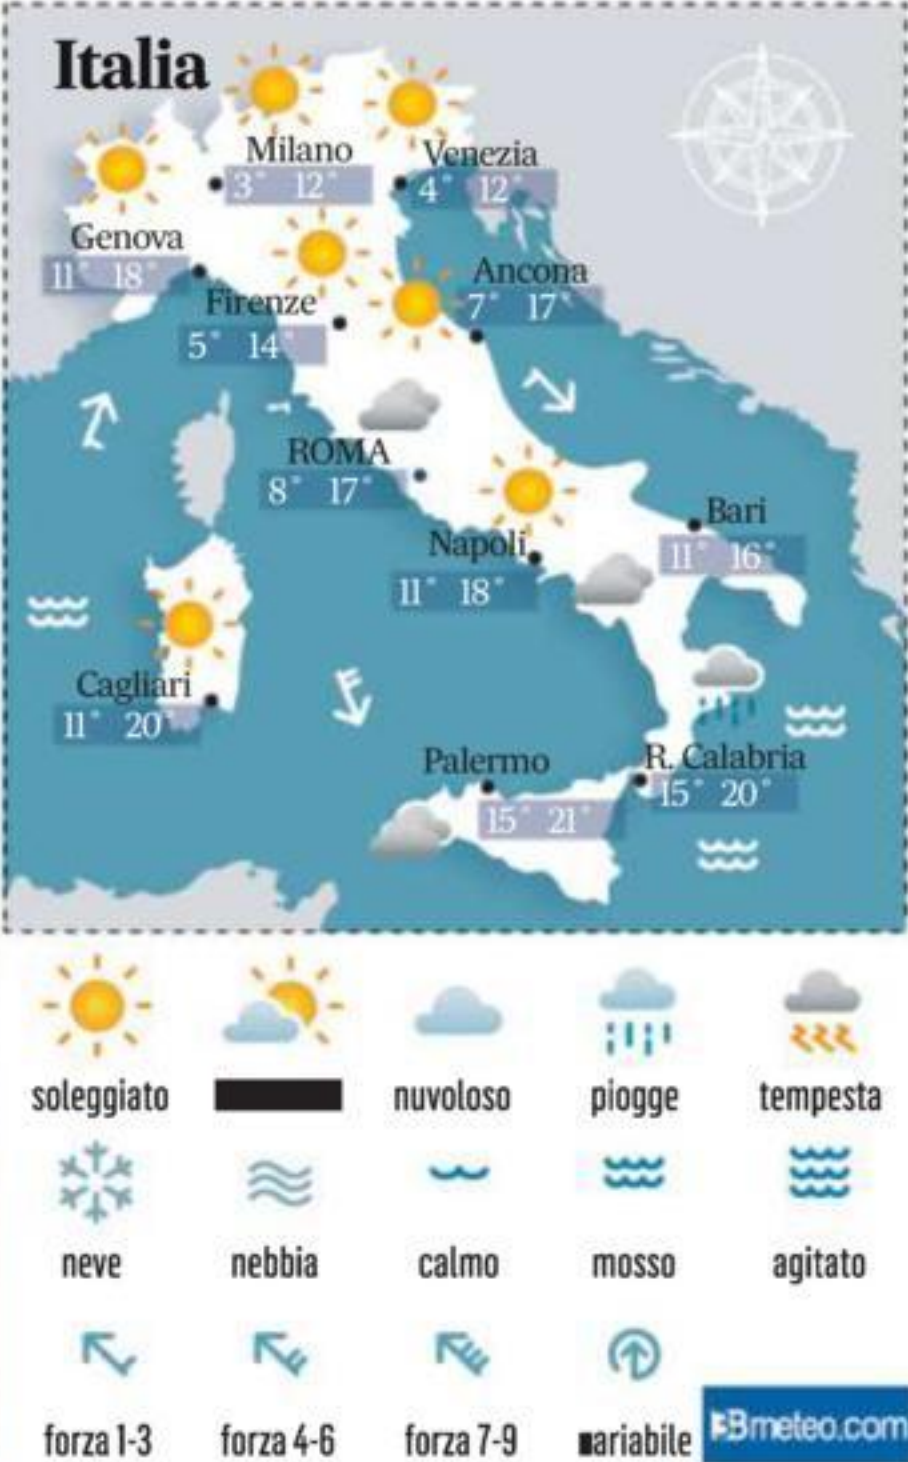 Italia
Milano
3° 12°
Venezia
4° 12°
Genova
11° 18°
Firenze
5° 14°
Ancona
7° 17°
ROMA
8° 17°
Napoli
11° 18°
Bari
11° 16°
Cagliari
11° 20°
Palermo
15° 21°
R. Calabria
15° 20°
soleggiato
nuvoloso
piogge
tempesta
neve
nebbia
calmo
mosso
agitato
forza 1-3
forza 4-6
forza 7-9
ariabile
3Bmeteo.com